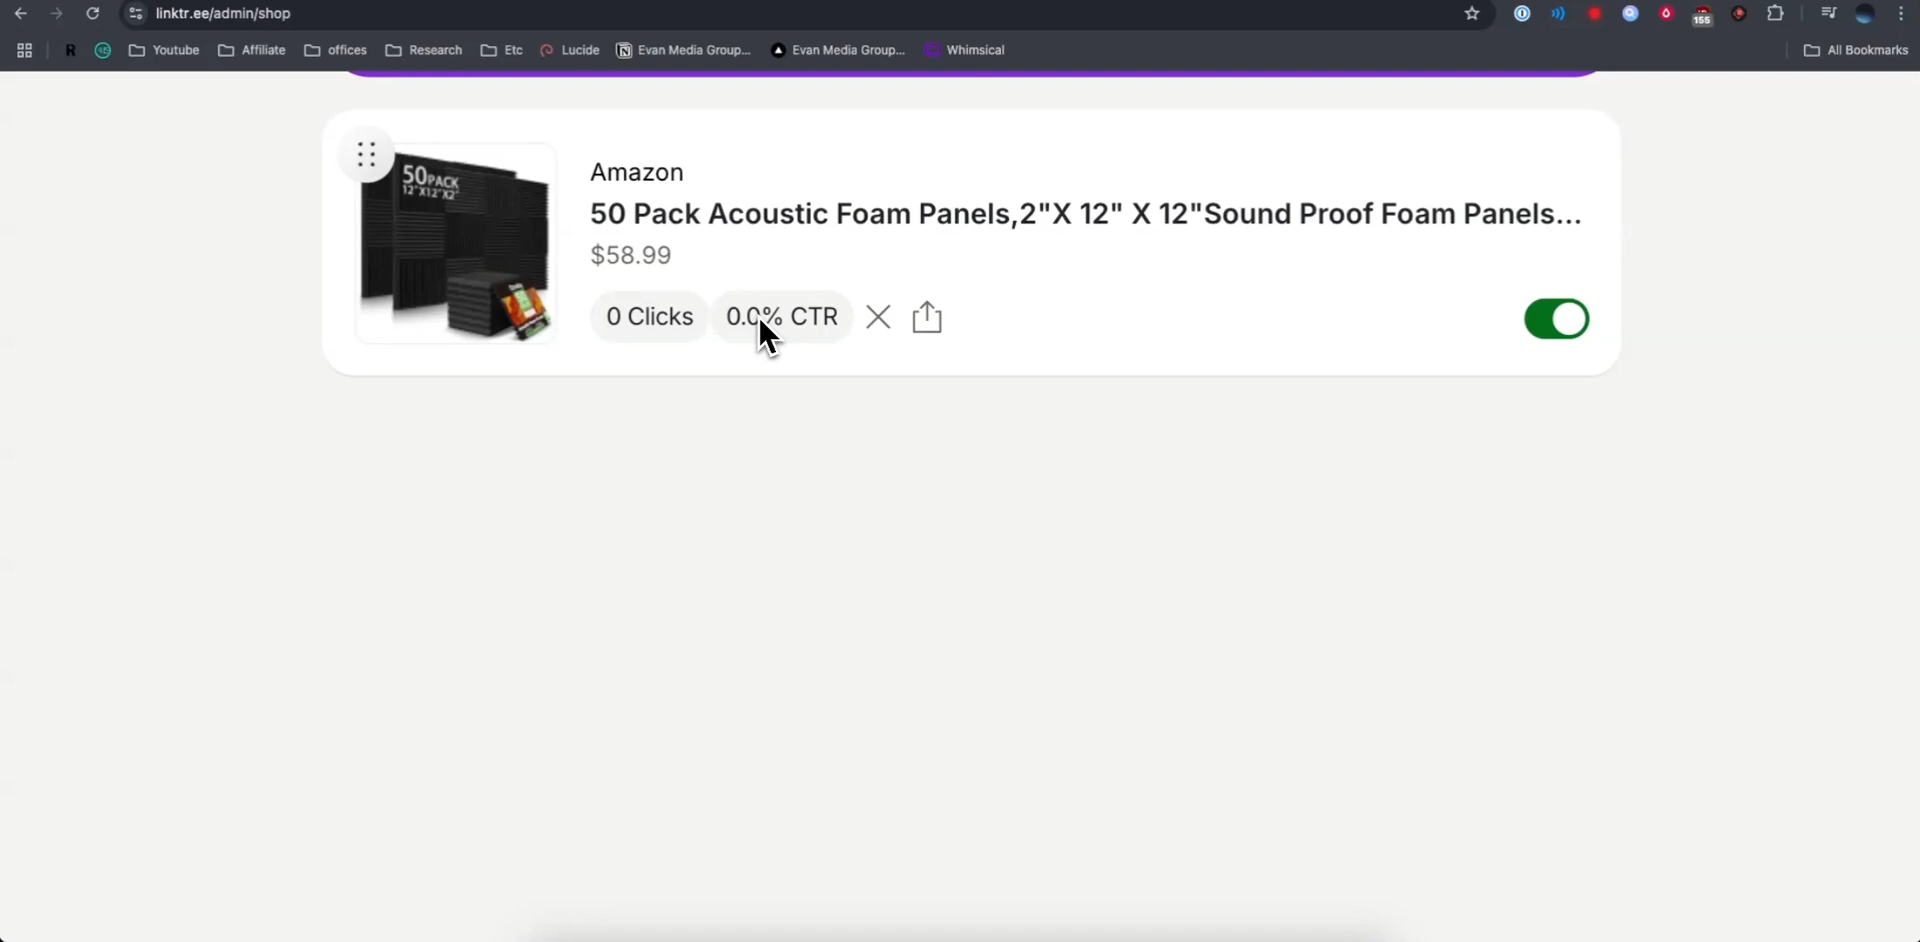 linktr.ee/admin/shop
155
R
Youtube
Affiliate
offices
Research
Etc
Lucide
Evan Media Group...
Evan Media Group...
Whimsical
All Bookmarks
50PACK
12"X12"X2"
Amazon
50 Pack Acoustic Foam Panels,2"X 12" X 12"Sound Proof Foam Panels...
$58.99
0 Clicks
0.0% CTR